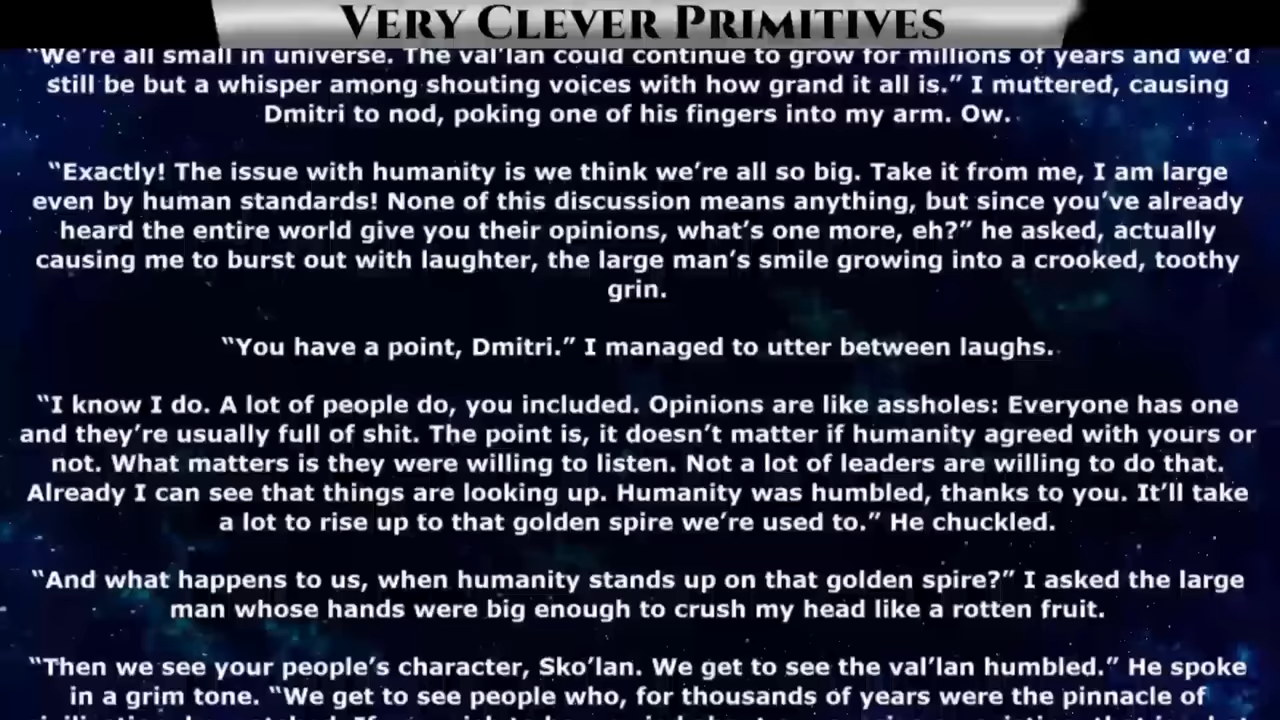 VERY CLEVER PRIMITIVES
“We’re all small in universe. The val’lan could continue to grow for millions of years and we’d
still be but a whisper among shouting voices with how grand it all is.” I muttered, causing
Dmitri to nod, poking one of his fingers into my arm. Ow.
“Exactly! The issue with humanity is we think we’re all so big. Take it from me, I am large
even by human standards! None of this discussion means anything, but since you’ve already
heard the entire world give you their opinions, what’s one more, eh?” he asked, actually
causing me to burst out with laughter, the large man’s smile growing into a crooked, toothy
grin.
“You have a point, Dmitri.” I managed to utter between laughs.
“I know I do. A lot of people do, you included. Opinions are like assholes: Everyone has one
and they’re usually full of shit. The point is, it doesn’t matter if humanity agreed with yours or
not. What matters is they were willing to listen. Not a lot of leaders are willing to do that.
Already I can see that things are looking up. Humanity was humbled, thanks to you. It’ll take
a lot to rise up to that golden spire we’re used to.” He chuckled.
“And what happens to us, when humanity stands up on that golden spire?” I asked the large
man whose hands were big enough to crush my head like a rotten fruit.
“Then we see your people’s character, Sko’lan. We get to see the val’lan humbled.” He spoke
in a grim tone. “We get to see people who, for thousands of years were the pinnacle of